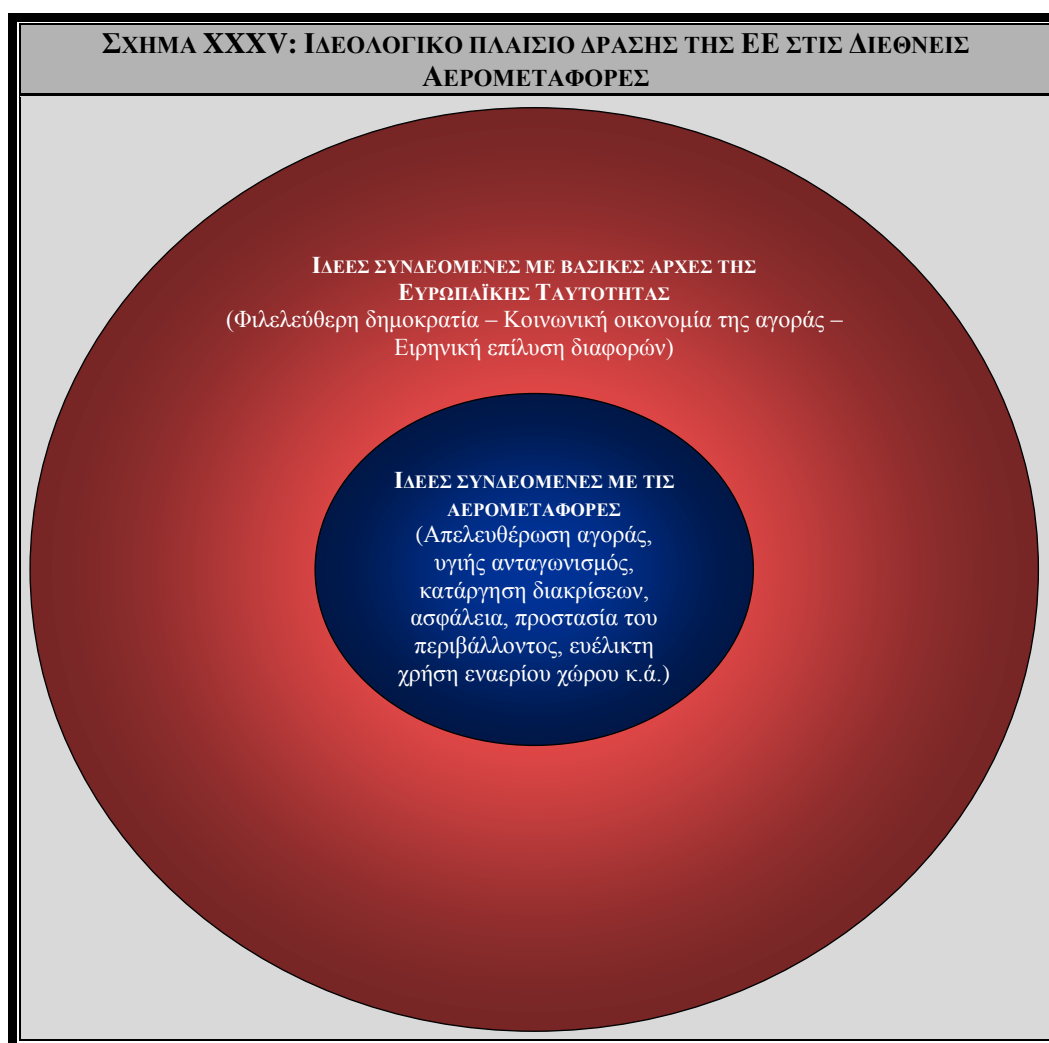 ΣΧΗΜΑ XXXV: ΙΔΕΟΛΟΓΙΚΟ ΠΛΑΙΣΙΟ ΔΡΑΣΗΣ ΤΗΣ ΕΕ ΣΤΙΣ ΔΙΕΘΝΕΙΣ
ΑΕΡΟΜΕΤΑΦΟΡΕΣ
ΙΔΕΕΣ ΣΥΝΔΕΟΜΕΝΕΣ ΜΕ ΒΑΣΙΚΕΣ ΑΡΧΕΣ ΤΗΣ
ΕΥΡΩΠΑΪΚΗΣ ΤΑΥΤΟΤΗΤΑΣ
(Φιλελεύθερη δημοκρατία – Κοινωνική οικονομία της αγοράς –
Ειρηνική επίλυση διαφορών)
ΙΔΕΕΣ ΣΥΝΔΕΟΜΕΝΕΣ ΜΕ ΤΙΣ
ΑΕΡΟΜΕΤΑΦΟΡΕΣ
(Απελευθέρωση αγοράς,
υγιής ανταγωνισμός,
κατάργηση διακρίσεων,
ασφάλεια, προστασία του
περιβάλλοντος, ευέλικτη
χρήση εναερίου χώρου κ.ά.)